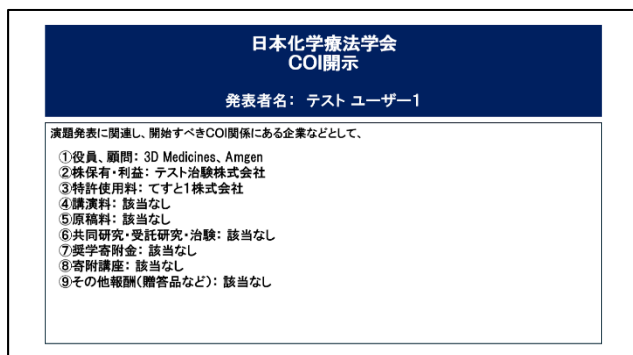 日本化学療法学会
COI開示
発表者名： テスト ユーザー1
演題発表に関連し、開始すべきCOI関係にある企業などとして、
①役員、顧問： 3D Medicines、Amgen
②株保有・利益： テスト治験株式会社
③特許使用料： てすと1株式会社
④講演料： 該当なし
⑤原稿料： 該当なし
⑥共同研究・受託研究・治験： 該当なし
⑦奨学寄附金： 該当なし
⑧寄附講座： 該当なし
⑨その他報酬（贈答品など）： 該当なし